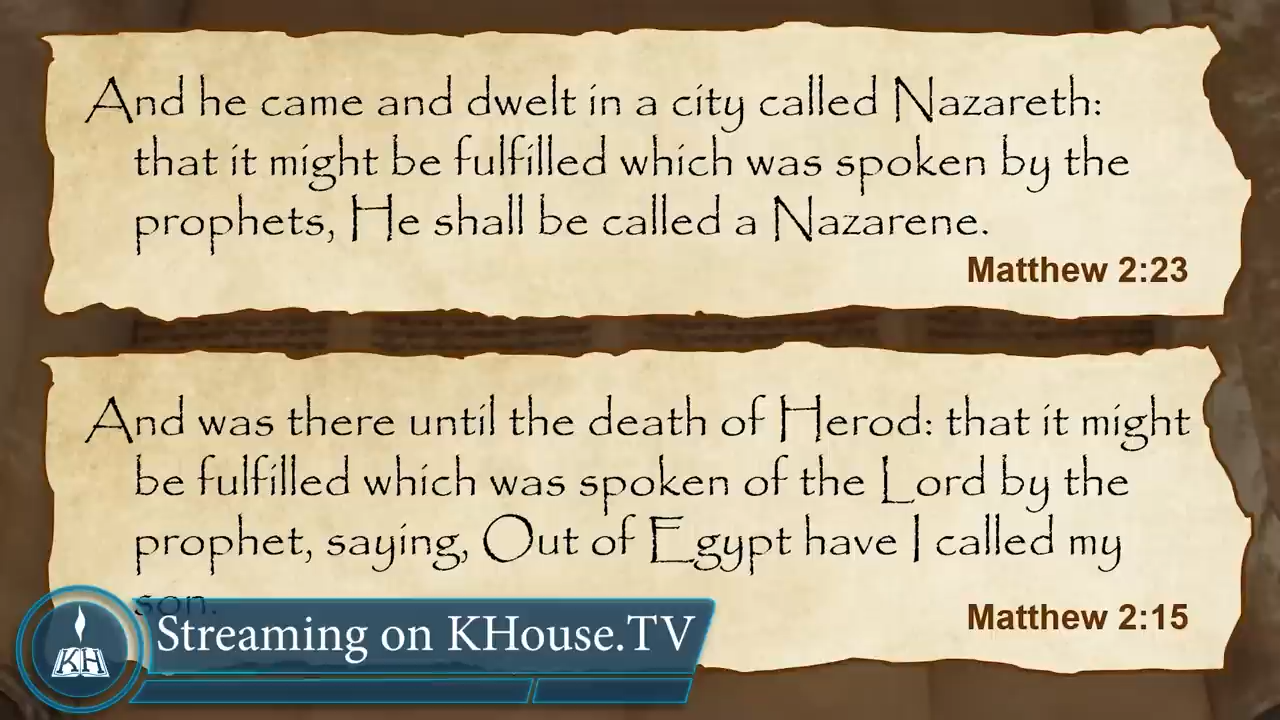 And he came and dwelt in a city called Nazareth:
that it might be fulfilled which was spoken by the
prophets, He shall be called a Nazarene.
Matthew 2:23
And was there until the death of Herod: that it might
be fulfilled which was spoken of the Lord by the
prophet, saying, Out of Egypt have I called my
son.
Matthew 2:15
KH
Streaming on KHouse.TV